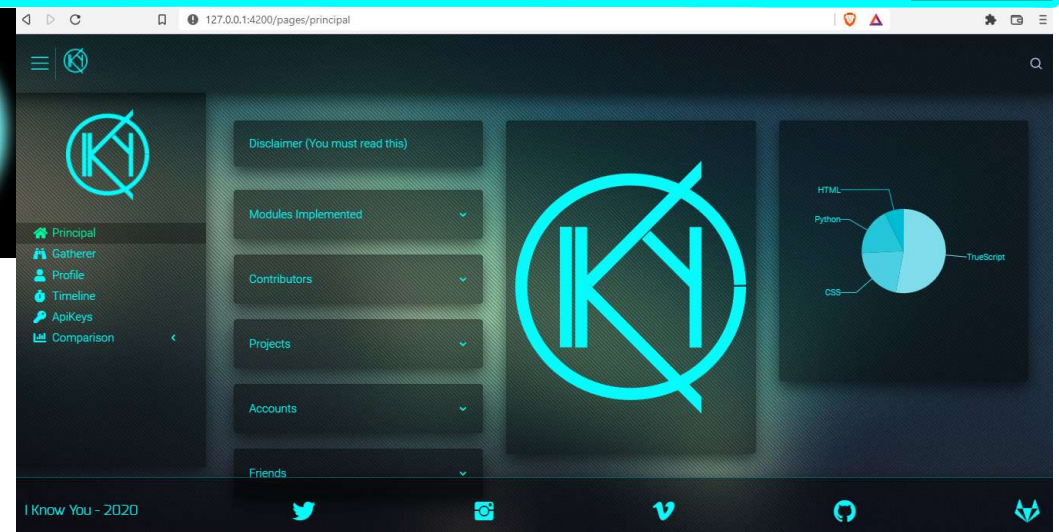 127.0.0.1:4200/pages/principal
Principal
Gatherer
Profile
Timeline
ApiKeys
Comparison
Disclaimer (You must read this)
Modules Implemented
Contributors
Projects
Accounts
Friends
HTML
Python
CSS
TrueScript
I Know You - 2020